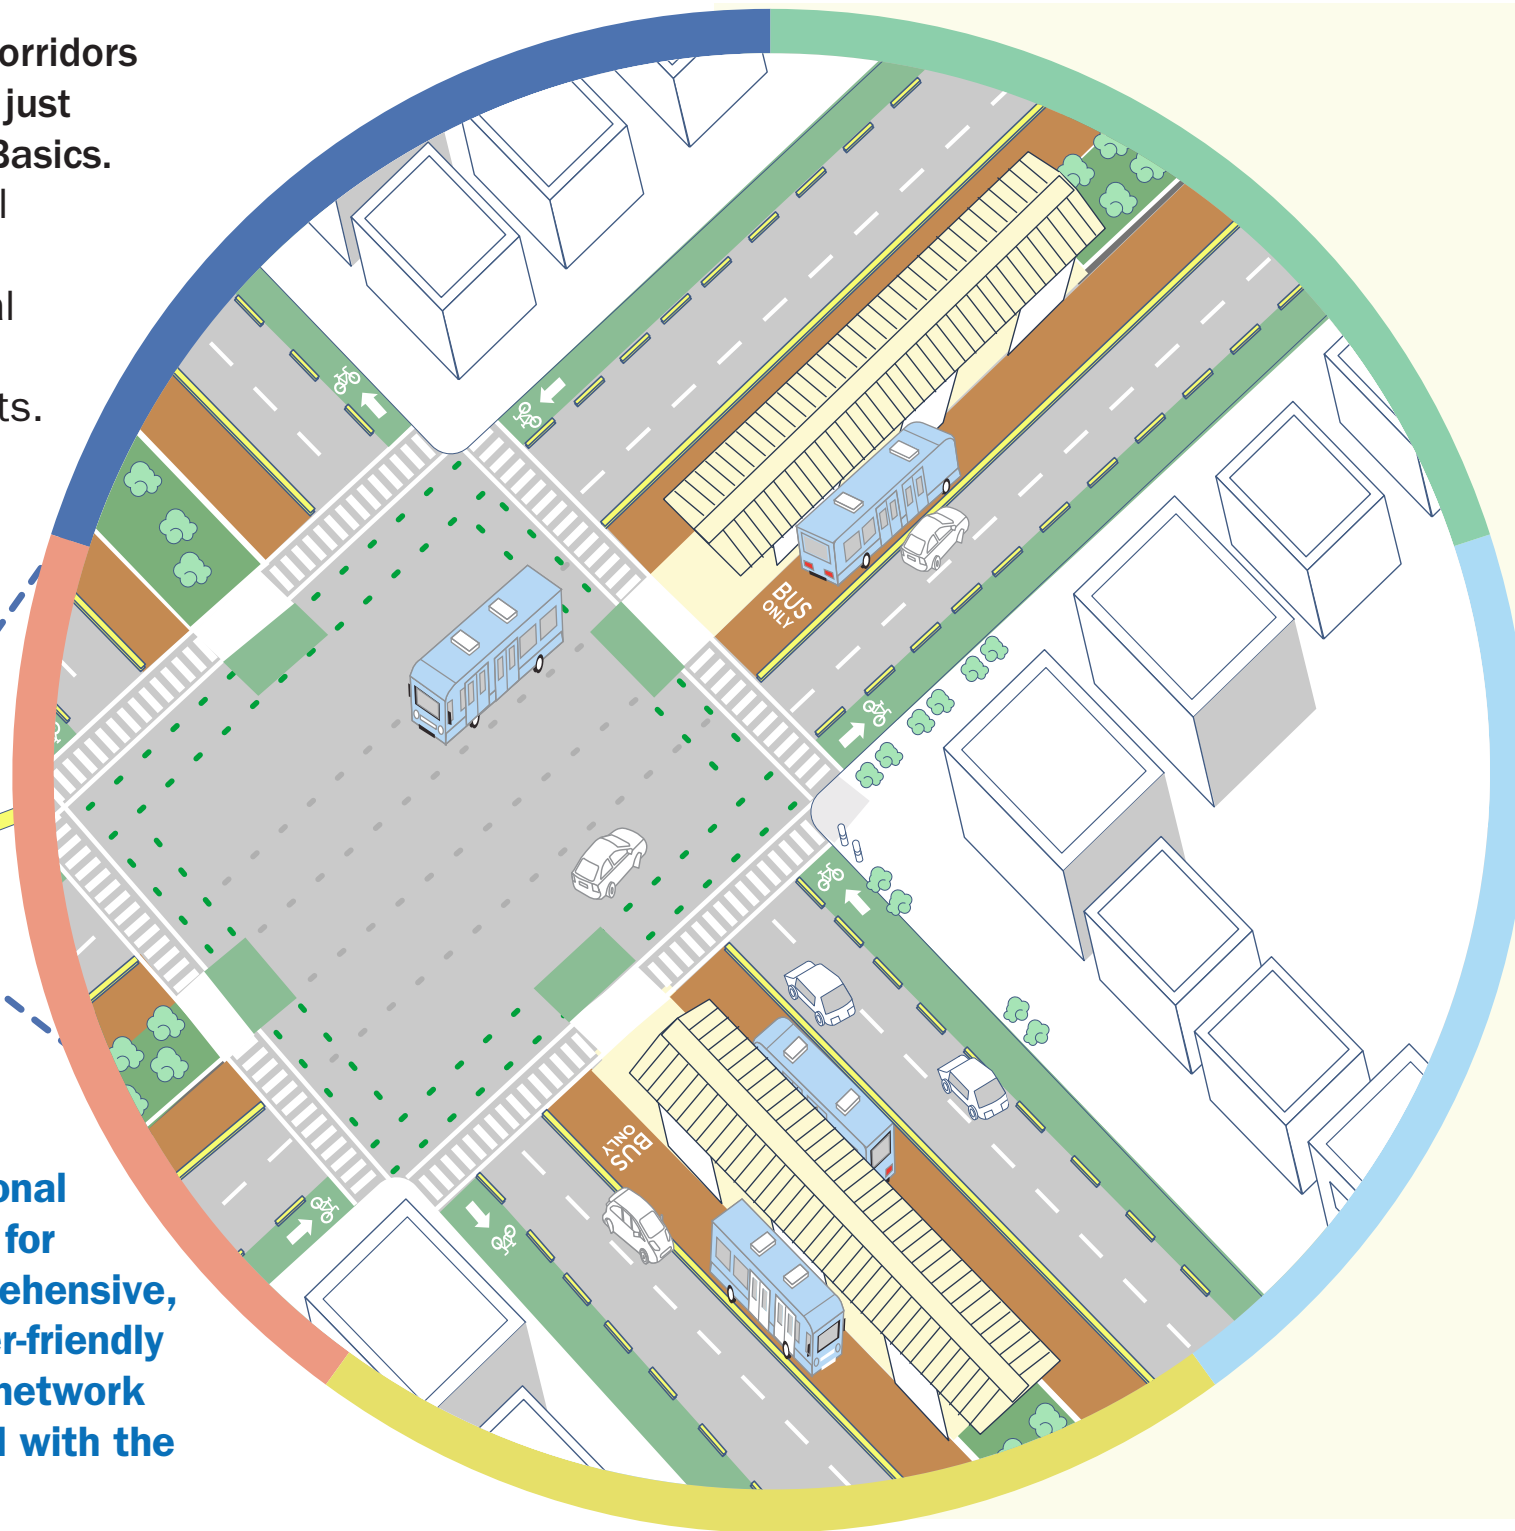 orridors
just
Basics.
l
al
ts.
BUS
ONLY
BUS
ONLY
onal
for
ehensive,
er-friendly
network
l with the